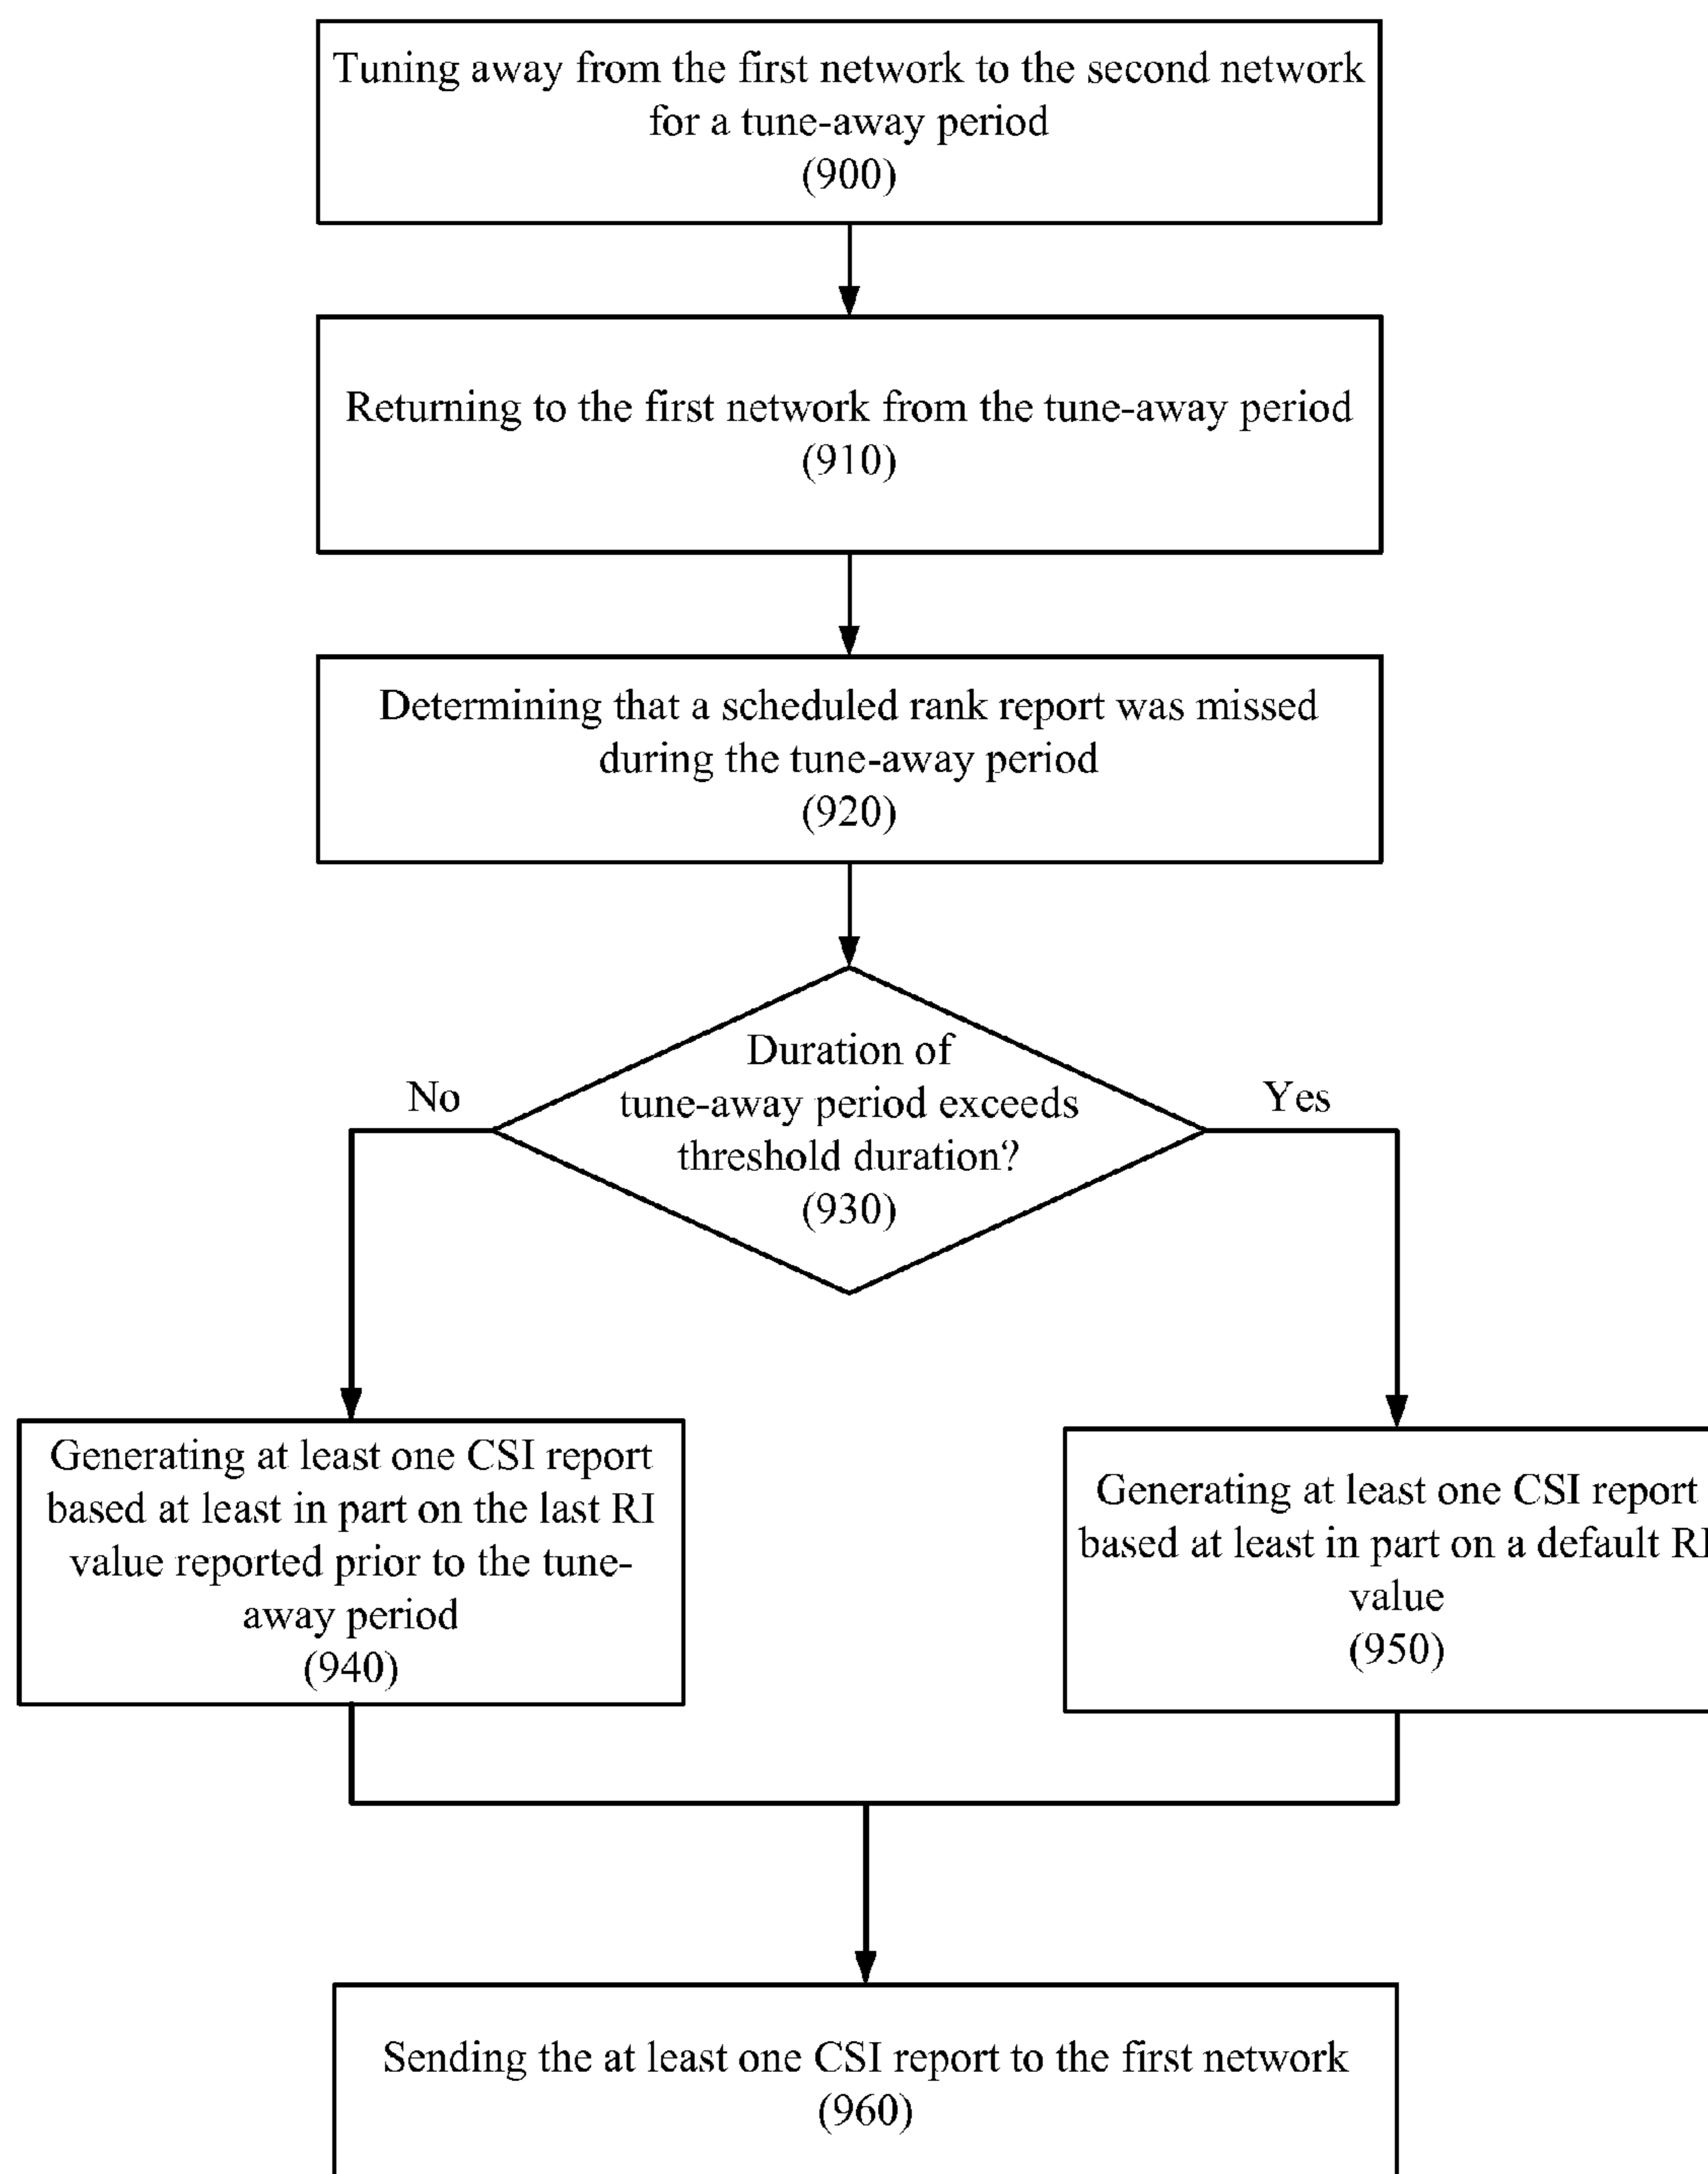 Tuning away from the first network to the second network
for a tune-away period
(900)
Returning to the first network from the tune-away period
(910)
Determining that a scheduled rank report was missed
during the tune-away period
(920)
Duration of
tune-away period exceeds
threshold duration?
(930)
No
Yes
Generating at least one CSI report
based at least in part on the last RI
value reported prior to the tune-
away period
(940)
Generating at least one CSI report
based at least in part on a default RI
value
(950)
Sending the at least one CSI report to the first network
(960)